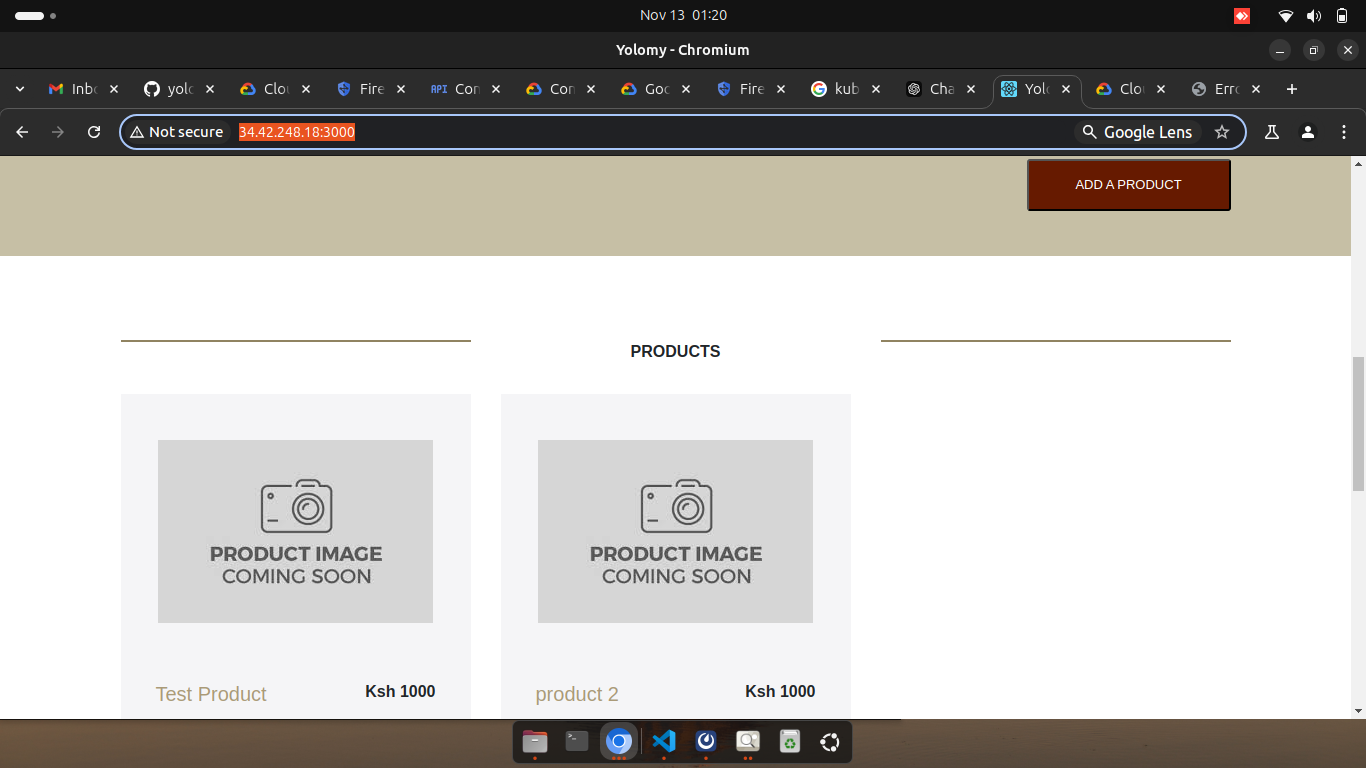 Nov 13 01:20
Yolomy - Chromium
Inbo
yolo
Clou
Fire
API Con
Con
Goo
Fire
kub
Cha
Yolo
Clou
Erro
Not secure 34.42.248.18:3000 Google Lens
ADD A PRODUCT
PRODUCTS
PRODUCT IMAGE
COMING SOON
PRODUCT IMAGE
COMING SOON
Test Product Ksh 1000
product 2 Ksh 1000